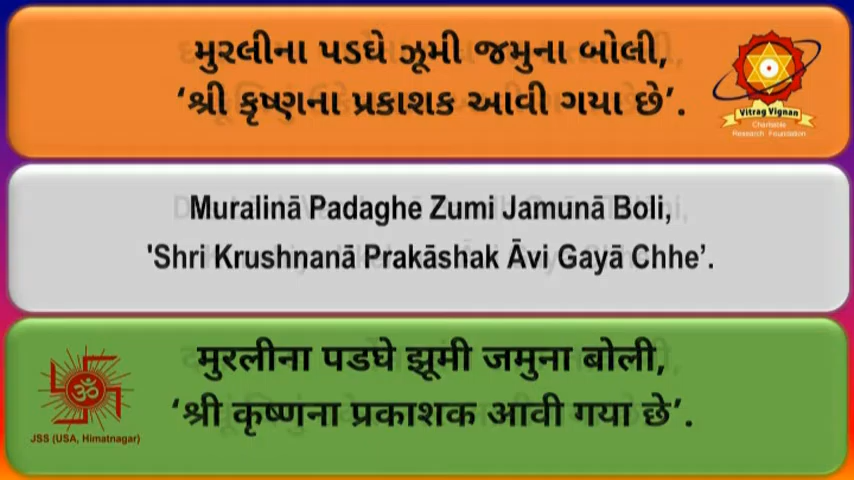 મુરલીના પડઘે ઝૂમી જમુના બોલી,
‘શ્રી કૃષ્ણના પ્રકાશક આવી ગયા છે’.
Vitrag Vignan
Charitable
Research Foundation
Muralinā Padaghe Zumi Jamunā Boli,
'Shri Krushnanā Prakāshak Āvi Gayā Chhe’.
मुरलीना पडघे झूमी जमुना बोली,
‘श्री कृष्णना प्रकाशक आवी गया छे’.
ॐ
JSS (USA, Himatnagar)